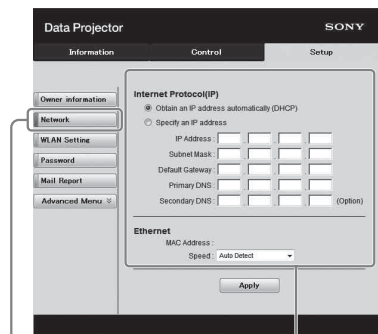 Data Projector
SONY
Information
Control
Setup
Owner information
Network
WLAN Setting
Password
Mail Report
Advanced Menu
Internet Protocol(IP)
Obtain an IP address automatically (DHCP)
Specify an IP address
IP Address :
Subnet Mask :
Default Gateway :
Primary DNS :
Secondary DNS :
(Option)
Ethernet
MAC Address :
Speed : Auto Detect
Apply